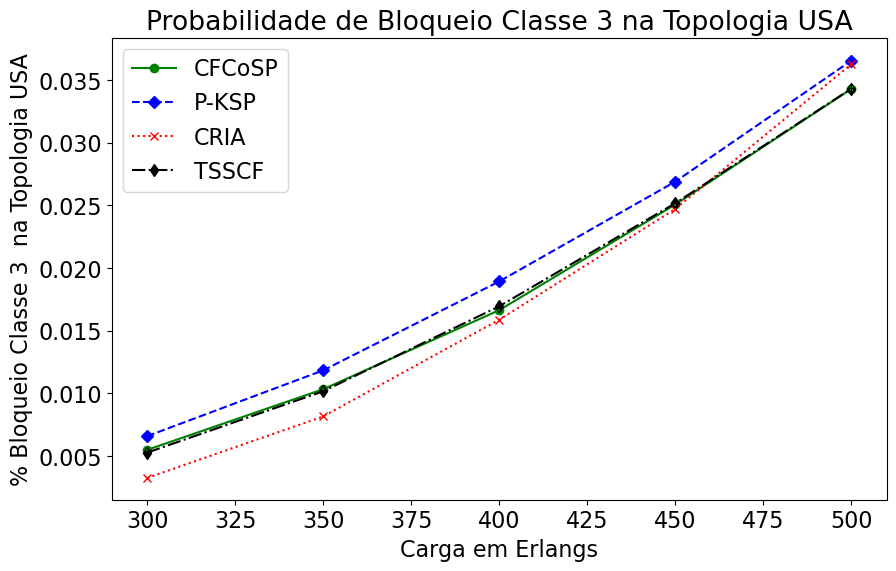 Probabilidade de Bloqueio Classe 3 na Topologia USA
CFCoSP
P-KSP
CRIA
TSSCF
% Bloqueio Classe 3  na Topologia USA
0.035
0.030
0.025
0.020
0.015
0.010
0.005
300 325 350 375 400 425 450 475 500
Carga em Erlangs